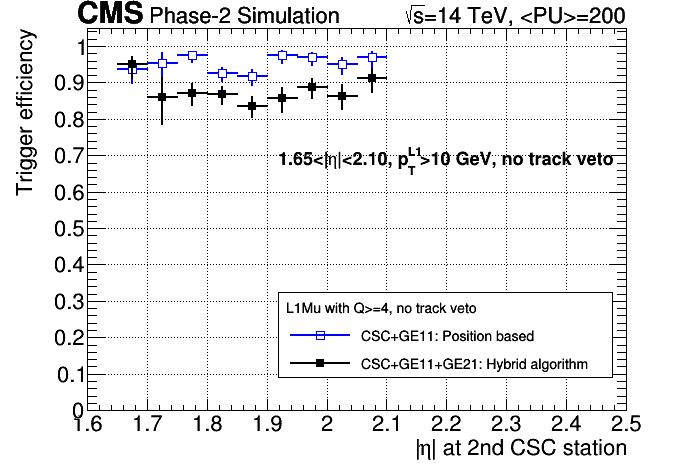 CMS Phase-2 Simulation √s=14 TeV, <PU>=200
Trigger efficiency
1
0.9
0.8
0.7
0.6
0.5
0.4
0.3
0.2
0.1
0
1.65<|η|<2.10, p_T^L1>10 GeV, no track veto
L1Mu with Q>=4, no track veto
CSC+GE11: Position based
CSC+GE11+GE21: Hybrid algorithm
1.6 1.7 1.8 1.9 2 2.1 2.2 2.3 2.4 2.5
|η| at 2nd CSC station